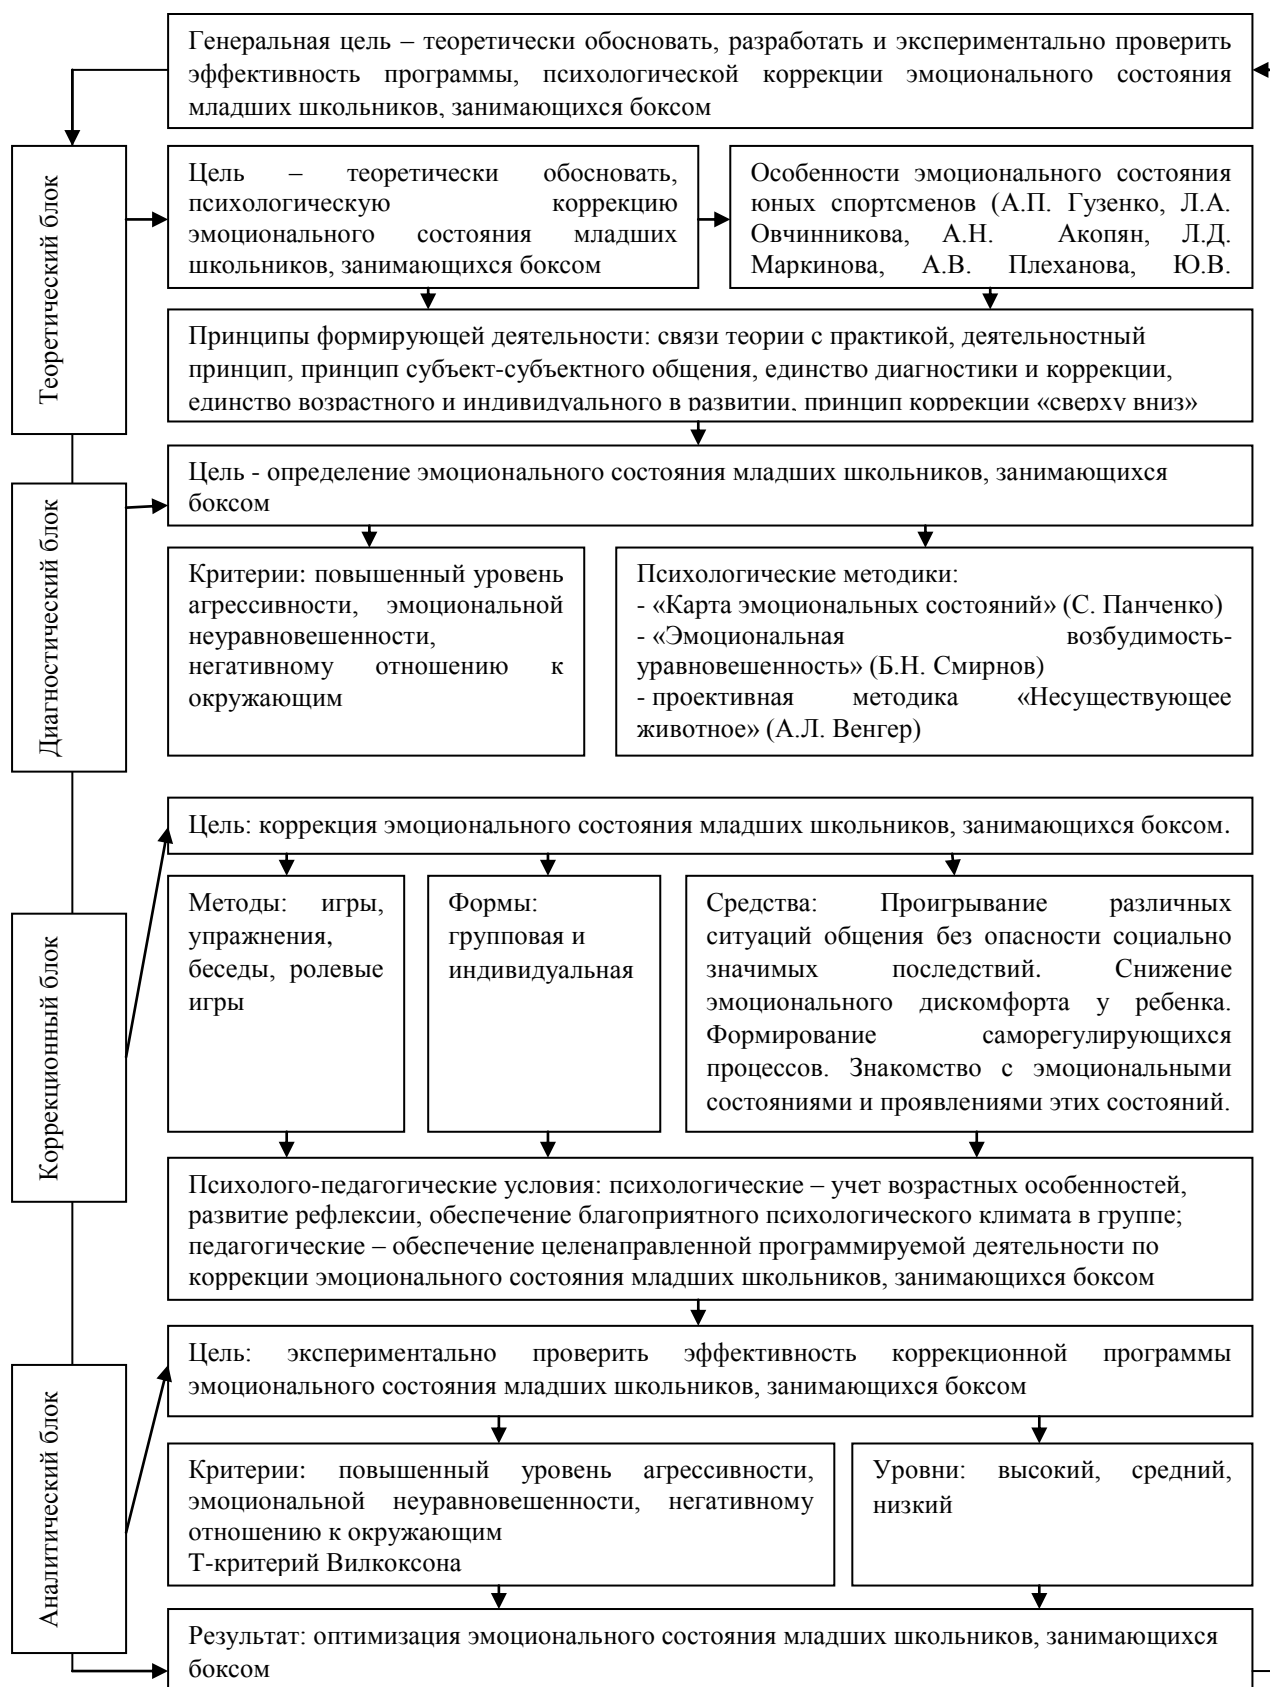 Генеральная цель – теоретически обосновать, разработать и экспериментально проверить
эффективность программы, психологической коррекции эмоционального состояния
младших школьников, занимающихся боксом
Теоретический блок
Цель – теоретически обосновать,
психологическую коррекцию
эмоционального состояния младших
школьников, занимающихся боксом
Особенности эмоционального состояния
юных спортсменов (А.П. Гузенко, Л.А.
Овчинникова, А.Н. Акопян, Л.Д.
Маркинова, А.В. Плеханова, Ю.В.
Принципы формирующей деятельности: связи теории с практикой, деятельностный
принцип, принцип субъект-субъектного общения, единство диагностики и коррекции,
единство возрастного и индивидуального в развитии, принцип коррекции «сверху вниз»
Диагностический блок
Цель - определение эмоционального состояния младших школьников, занимающихся
боксом
Критерии: повышенный уровень
агрессивности, эмоциональной
неуравновешенности,
негативному отношению к
окружающим
Психологические методики:
- «Карта эмоциональных состояний» (С. Панченко)
- «Эмоциональная возбудимость-
уравновешенность» (Б.Н. Смирнов)
- проективная методика «Несуществующее
животное» (А.Л. Венгер)
Коррекционный блок
Цель: коррекция эмоционального состояния младших школьников, занимающихся боксом.
Методы: игры,
упражнения,
беседы, ролевые
игры
Формы:
групповая и
индивидуальная
Средства: Проигрывание различных
ситуаций общения без опасности социально
значимых последствий. Снижение
эмоционального дискомфорта у ребенка.
Формирование саморегулирующихся
процессов. Знакомство с эмоциональными
состояниями и проявлениями этих состояний.
Психолого-педагогические условия: психологические – учет возрастных особенностей,
развитие рефлексии, обеспечение благоприятного психологического климата в группе;
педагогические – обеспечение целенаправленной программируемой деятельности по
коррекции эмоционального состояния младших школьников, занимающихся боксом
Аналитический блок
Цель: экспериментально проверить эффективность коррекционной программы
эмоционального состояния младших школьников, занимающихся боксом
Критерии: повышенный уровень агрессивности,
эмоциональной неуравновешенности, негативному
отношению к окружающим
Т-критерий Вилкоксона
Уровни: высокий, средний,
низкий
Результат: оптимизация эмоционального состояния младших школьников, занимающихся
боксом